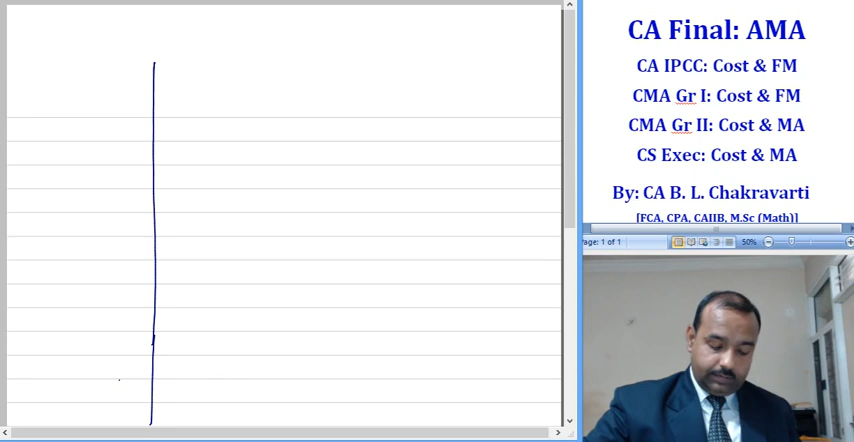 CA Final: AMA
CA IPCC: Cost & FM
CMA Gr I: Cost & FM
CMA Gr II: Cost & MA
CS Exec: Cost & MA
By: CA B. L. Chakravarti
[FCA, CPA, CAIIB, M.Sc (Math)]
age: 1 of 1
50%